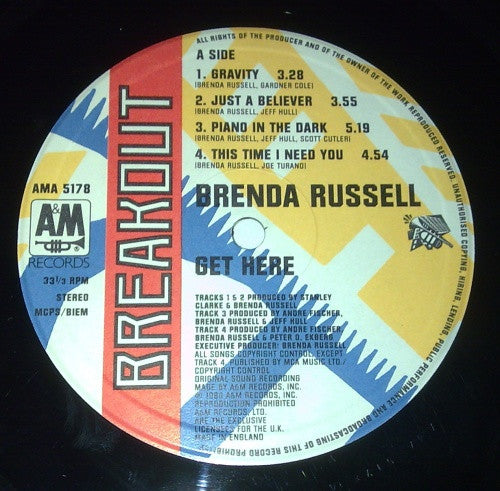 ALL RIGHTS OF THE PRODUCER AND OF THE OWNER OF THE WORK REPRODUCED RESERVED. UNAUTHORISED COPYING, HIRING, LENDING, PUBLIC PERFORMANCE AND BROADCASTING OF THIS RECORD PROHIBITED
A SIDE
1. GRAVITY 3.28
(BRENDA RUSSELL, GARDNER COLE)
2. JUST A BELIEVER 3.55
(BRENDA RUSSELL, JEFF HULL)
3. PIANO IN THE DARK 5.19
(BRENDA RUSSELL, JEFF HULL, SCOTT CUTLER)
4. THIS TIME I NEED YOU 4.54
(BRENDA RUSSELL, JOE TURANO)
BREAKOUT
AMA 5178
A&M
RECORDS
33 1/3 RPM
STEREO
MCPS/BIEM
BRENDA RUSSELL
GET HERE
TRACKS 1 & 2 PRODUCED BY STANLEY
CLARKE & BRENDA RUSSELL
TRACK 3 PRODUCED BY ANDRE FISCHER,
BRENDA RUSSELL & JEFF HULL
TRACK 4 PRODUCED BY ANDRE FISCHER,
BRENDA RUSSELL & PETER O. EKBERG
EXECUTIVE PRODUCER: BRENDA RUSSELL
ALL SONGS COPYRIGHT CONTROL EXCEPT
TRACK 4, PUBLISHED BY MCA MUSIC LTD./
COPYRIGHT CONTROL
ORIGINAL SOUND RECORDING
MADE BY A&M RECORDS, INC.
A&M RECORDS, INC.
REPRODUCTION PROHIBITED
A&M RECORDS, LTD.
ARE THE EXCLUSIVE
LICENSEES FOR THE U.K.
MADE IN ENGLAND